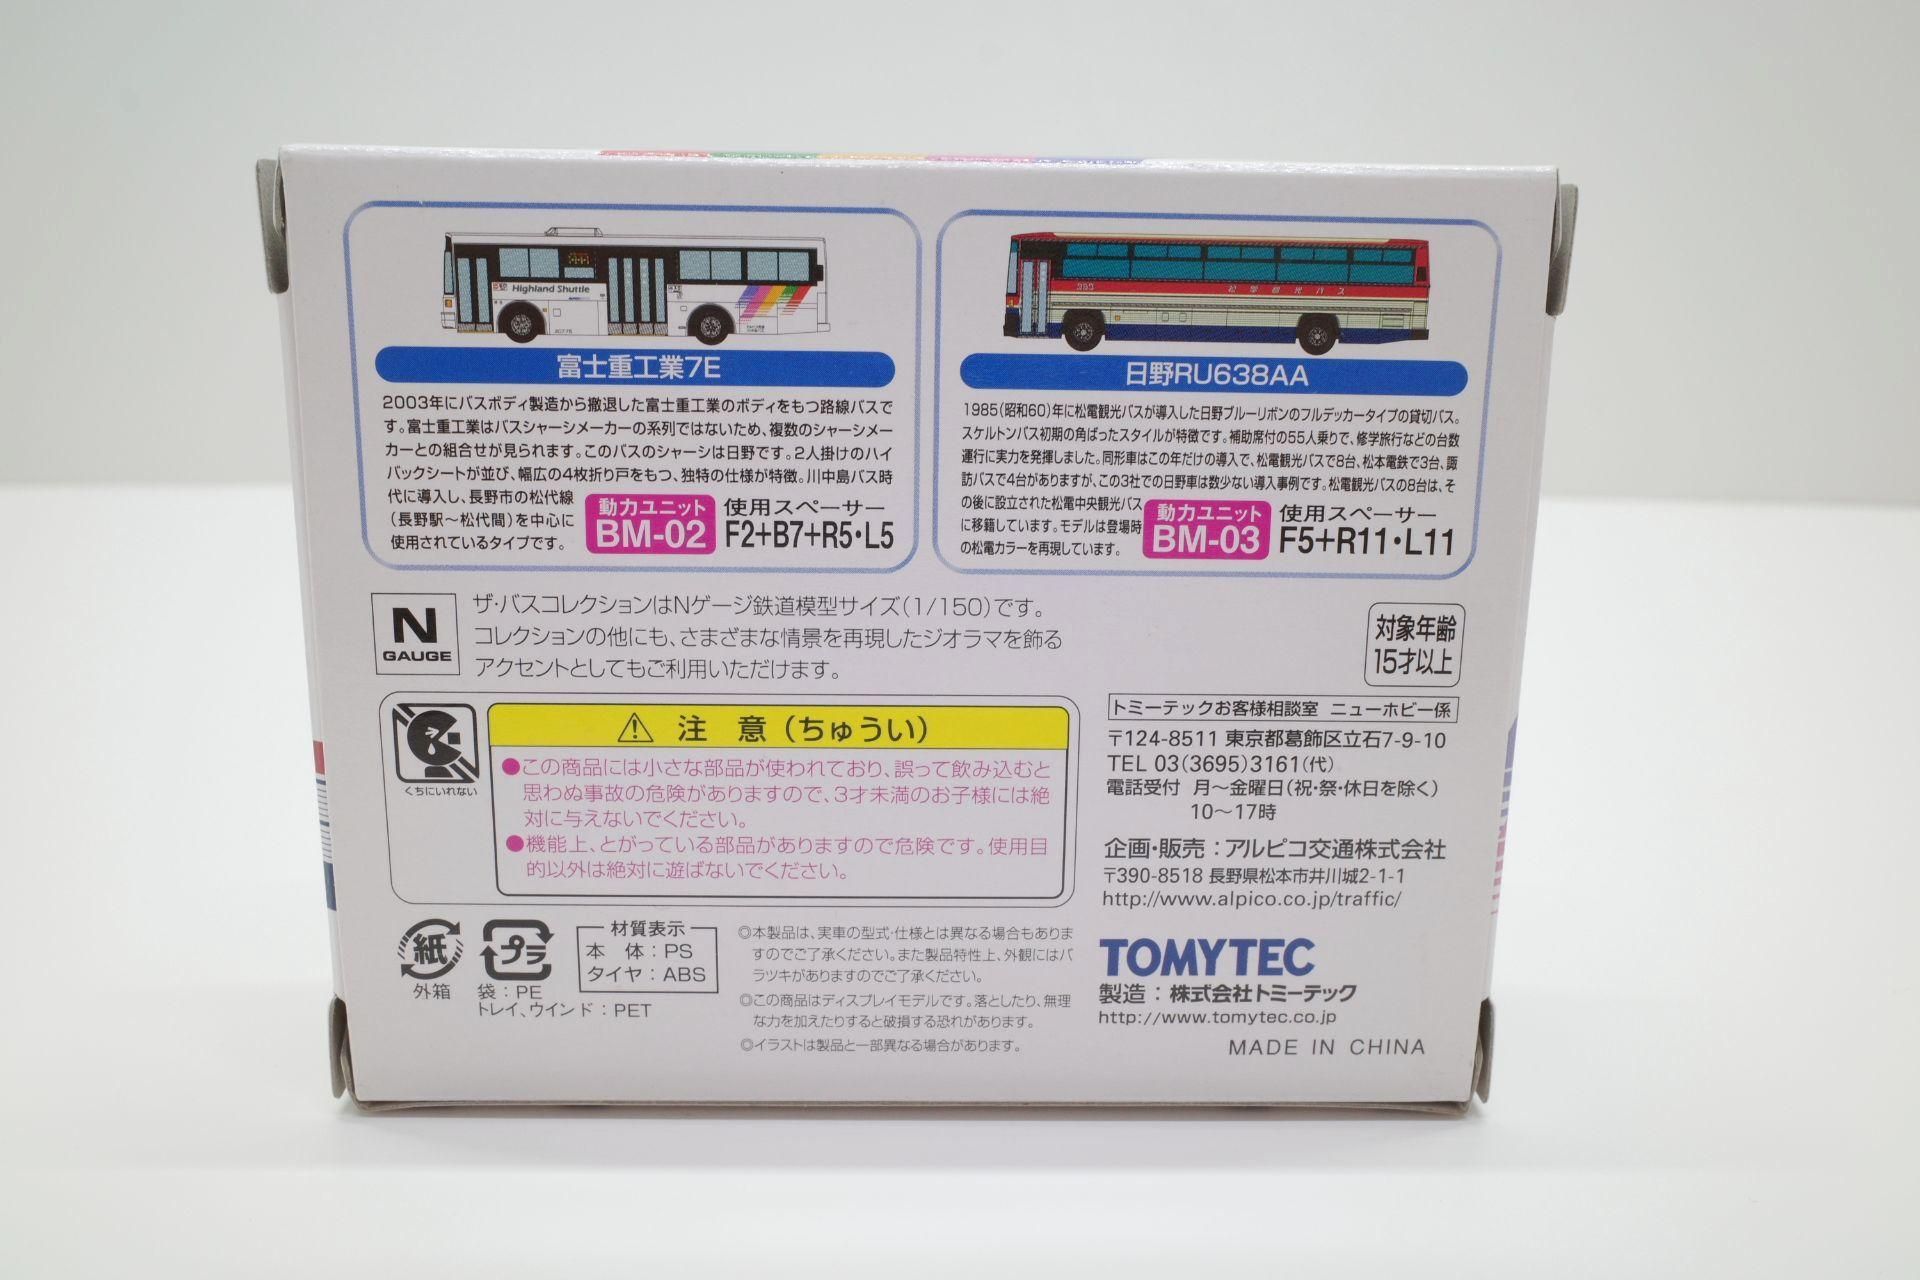 Highland Shuttle
富士重工業7E
2003年にバスボディ製造から撤退した富士重工業のボディをもつ路線バスで
す。富士重工業はバスシャーシメーカーの系列ではないため、複数のシャーシメー
カーとの組合せが見られます。このバスのシャーシは日野です。2人掛けのハイ
バックシートが並び、幅広の4枚折り戸をもつ、独特の仕様が特徴。川中島バス時
代に導入し、長野市の松代線
(長野駅〜松代間)を中心に
使用されているタイプです。
動力ユニット
BM-02
使用スペーサー
F2+B7+R5・L5
松電観光バス
日野RU638AA
1985(昭和60)年に松電観光バスが導入した日野ブルーリボンのフルデッカータイプの貸切バス。
スケルトンバス初期の角ばったスタイルが特徴です。補助席付の55人乗りで、修学旅行などの台数
運行に実力を発揮しました。同形車はこの年だけの導入で、松電観光バスで8台、松本電鉄で3台、諏
訪バスで4台がありますが、この3社での日野車は数少ない導入事例です。松電観光バスの8台は、そ
の後に設立された松電中央観光バス
に移籍しています。モデルは登場時
の松電カラーを再現しています。
動力ユニット
BM-03
使用スペーサー
F5+R11・L11
N
GAUGE
ザ・バスコレクションはNゲージ鉄道模型サイズ(1/150)です。
コレクションの他にも、さまざまな情景を再現したジオラマを飾る
アクセントとしてもご利用いただけます。
対象年齢
15才以上
くちにいれない
注 意(ちゅうい)
●この商品には小さな部品が使われており、誤って飲み込むと
思わぬ事故の危険がありますので、3才未満のお子様には絶
対に与えないでください。
●機能上、とがっている部品がありますので危険です。使用目
的以外は絶対に遊ばないでください。
トミーテックお客様相談室 ニューホビー係
〒124-8511 東京都葛飾区立石7-9-10
TEL 03(3695)3161(代)
電話受付 月〜金曜日(祝・祭・休日を除く)
10〜17時
企画・販売:アルピコ交通株式会社
〒390-8518 長野県松本市井川城2-1-1
http://www.alpico.co.jp/traffic/
紙
外箱
プラ
袋:PE
トレイ、ウインド:PET
材質表示
本 体:PS
タイヤ:ABS
◎本製品は、実車の型式・仕様とは異なる場合もありま
すのでご了承ください。また製品特性上、外観にはバ
ラツキがありますのでご了承ください。
◎この商品はディスプレイモデルです。落としたり、無理
な力を加えたりすると破損する恐れがあります。
◎イラストは製品と一部異なる場合があります。
TOMYTEC
製造:株式会社トミーテック
http://www.tomytec.co.jp
MADE IN CHINA